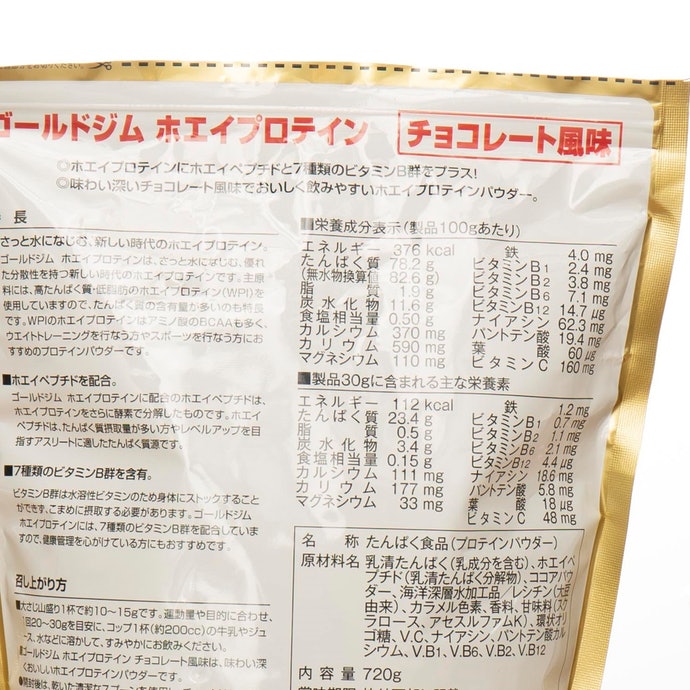 ゴールドジム ホエイプロテイン チョコレート風味
◎ホエイプロテインにホエイペプチドと7種類のビタミンB群をプラス!
◎味わい深いチョコレート風味でおいしく飲みやすいホエイプロテインパウダー。
長
さっと水になじむ、新しい時代のホエイプロテイン。
ゴールドジム ホエイプロテインは、さっと水になじむ、優れ
た分散性を持つ新しい時代のホエイプロテインです。主原
料には、高たんぱく質・低脂肪のホエイプロテイン(WPI)を
使用していますので、たんぱく質の含有量が多いのも特長
です。WPIのホエイプロテインはアミノ酸のBCAAも多く、
ウエイトトレーニングを行なう方やスポーツを行なう方にお
すすめのプロテインパウダーです。
■ホエイペプチドを配合。
ゴールドジム ホエイプロテインに配合のホエイペプチドは、
ホエイプロテインをさらに酵素で分解したものです。ホエイ
ペプチドは、たんぱく質摂取量が多い方やレベルアップを目
指すアスリートに適したたんぱく質源です。
■7種類のビタミンB群を含有。
ビタミンB群は水溶性ビタミンのため身体にストックすること
ができず、こまめに摂取する必要があります。ゴールドジム
ホエイプロテインには、7種類のビタミンB群を配合していま
すので、健康管理を心がけている方にもおすすめです。
召し上がり方
■大さじ山盛り1杯で約10〜15gです。運動量や目的に合わせ、
1回20〜30gを目安に、コップ1杯(約200cc)の牛乳やジュー
ス、水などに溶かして、すみやかにお飲みください。
ゴールドジム ホエイプロテイン チョコレート風味は、味わい深く
おいしいホエイプロテインパウダーです。
■開封後は、乾いた清潔なスプーンを使用し、チャ
■栄養成分表示(製品100gあたり)
エネルギー 376 kcal
たんぱく質 78.2 g
(無水物換算値 82.6 g)
脂質 1.9 g
炭水化物 11.6 g
食塩相当量 0.50 g
カルシウム 370 mg
カリウム 590 mg
マグネシウム 110 mg
鉄 4.0 mg
ビタミンB1 2.4 mg
ビタミンB2 3.8 mg
ビタミンB6 7.1 mg
ビタミンB12 14.7 μg
ナイアシン 62.3 mg
パントテン酸 19.4 mg
葉酸 60 μg
ビタミンC 160 mg
■製品30gに含まれる主な栄養素
エネルギー 112 kcal
たんぱく質 23.4 g
脂質 0.5 g
炭水化物 3.4 g
食塩相当量 0.15 g
カルシウム 111 mg
カリウム 177 mg
マグネシウム 33 mg
鉄 1.2 mg
ビタミンB1 0.7 mg
ビタミンB2 1.1 mg
ビタミンB6 2.1 mg
ビタミンB12 4.4 μg
ナイアシン 18.6 mg
パントテン酸 5.8 mg
葉酸 18 μg
ビタミンC 48 mg
名称 たんぱく食品(プロテインパウダー)
原材料名 乳清たんぱく(乳成分を含む)、ホエイペ
プチド(乳清たんぱく分解物)、ココアパウ
ダー、海洋深層水加工品/レシチン(大豆
由来)、カラメル色素、香料、甘味料(スク
ラロース、アセスルファムK)、環状オリ
ゴ糖、V.C、ナイアシン、パントテン酸カル
シウム、V.B1、V.B6、V.B2、V.B12
内容量 720g